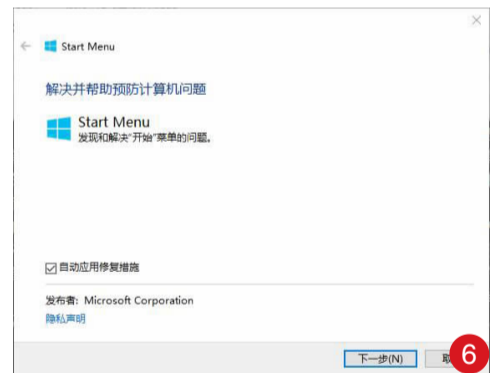 Start Menu
解决并帮助预防计算机问题
Start Menu
发现和解决"开始"菜单的问题。
自动应用修复措施
发布者: Microsoft Corporation
隐私声明
下一步(N)
6